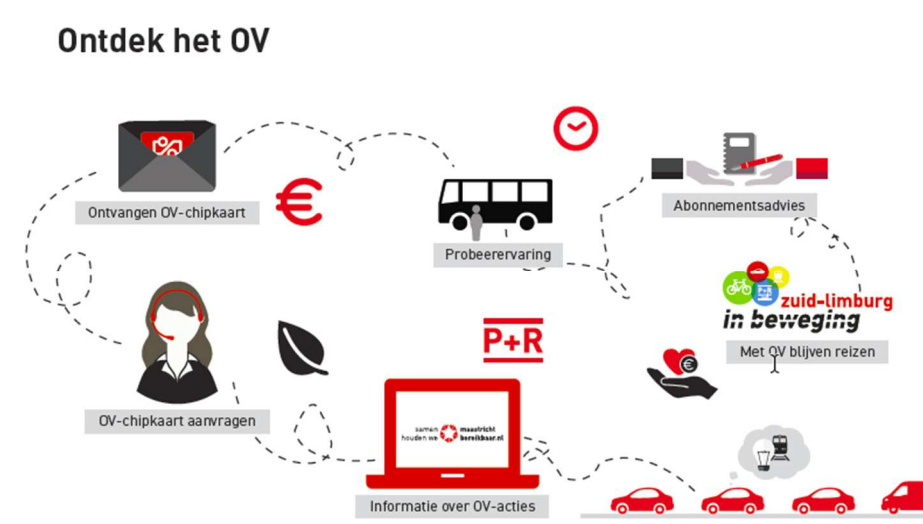 Ontdek het OV
Ontvangen OV-chipkaart
€
Probeerervaring
Abonnementsadvies
zuid-limburg
in beweging
Met OV blijven reizen
P+R
€
OV-chipkaart aanvragen
samen
houden we
maastricht
bereikbaar.nl
Informatie over OV-acties